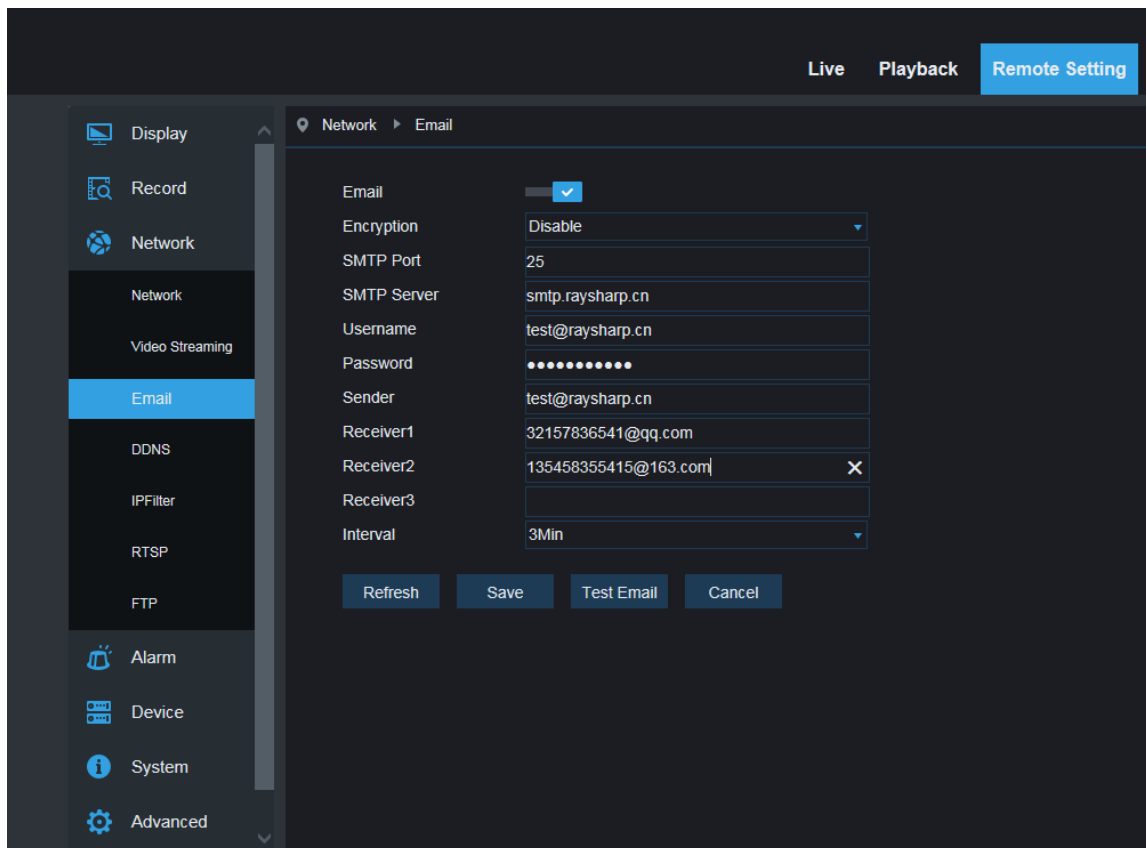 Live Playback Remote Setting
Display
Record
Network
Network
Video Streaming
Email
DDNS
IPFilter
RTSP
FTP
Alarm
Device
System
Advanced
Network Email
Email
Encryption Disable
SMTP Port 25
SMTP Server smtp.raysharp.cn
Username test@raysharp.cn
Password ●●●●●●●●●●●
Sender test@raysharp.cn
Receiver1 32157836541@qq.com
Receiver2 135458355415@163.com
Receiver3
Interval 3Min
Refresh Save Test Email Cancel